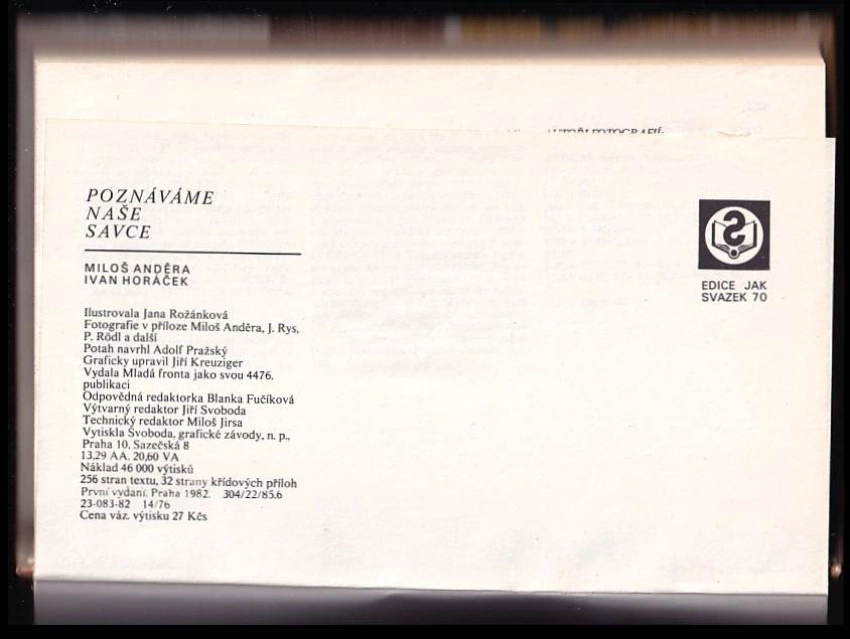 AUTOŘI FOTOGRAFIÍ:
POZNÁVÁME
NAŠE
SAVCE
MILOŠ ANDĚRA
IVAN HORÁČEK
Ilustrovala Jana Rožánková
Fotografie v příloze Miloš Anděra, J. Rys,
P. Rödl a další
Potah navrhl Adolf Pražský
Graficky upravil Jiří Kreuziger
Vydala Mladá fronta jako svou 4476.
publikaci
Odpovědná redaktorka Blanka Fučíková
Výtvarný redaktor Jiří Svoboda
Technický redaktor Miloš Jirsa
Vytiskla Svoboda, grafické závody, n. p.,
Praha 10, Sazečská 8
13,29 AA. 20,60 VA
Náklad 46 000 výtisků
256 stran textu, 32 strany křídových příloh
První vydaní. Praha 1982. 304/22/85.6
23-083-82 14/76
Cena váz. výtisku 27 Kčs
EDICE JAK
SVAZEK 70